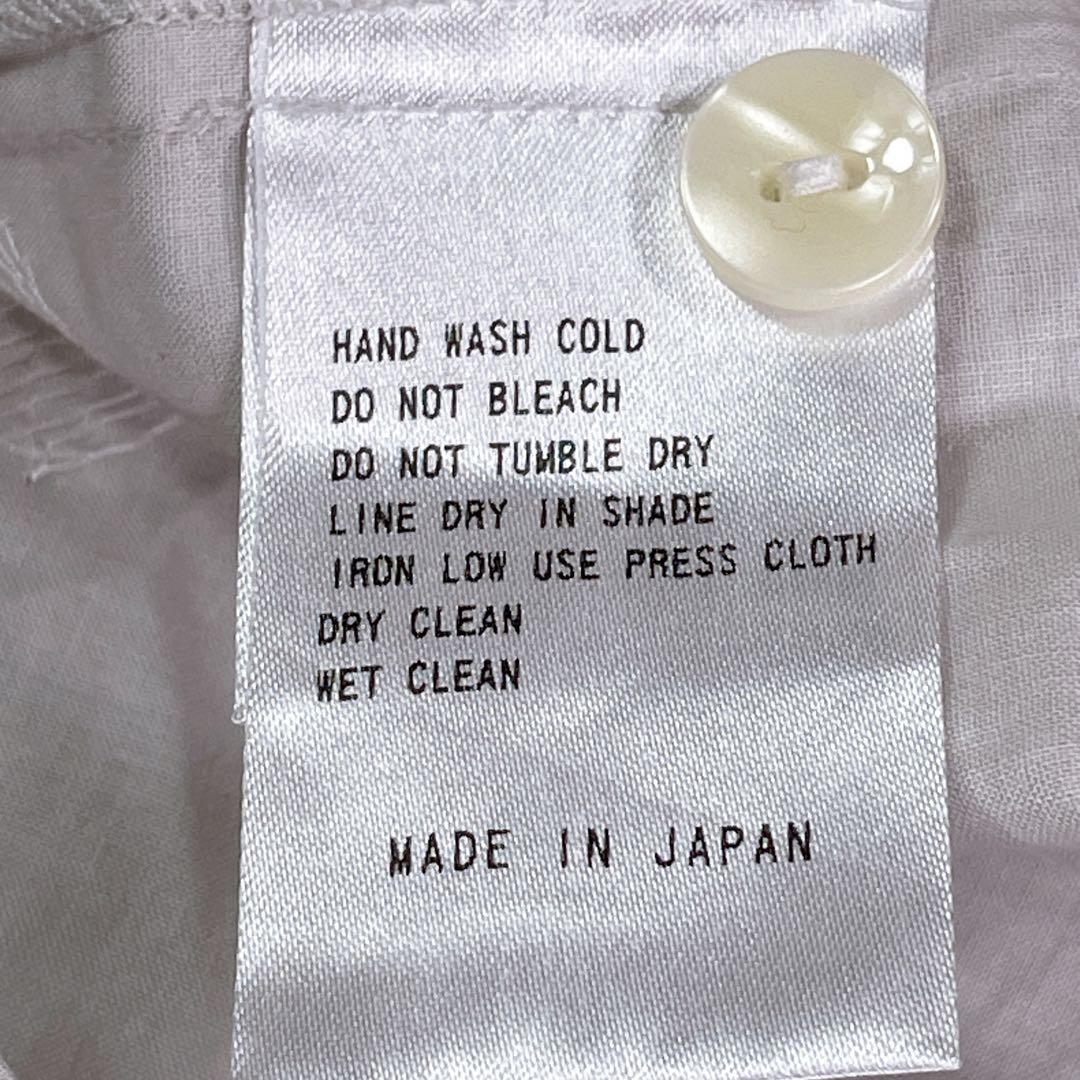 HAND WASH COLD
DO NOT BLEACH
DO NOT TUMBLE DRY
LINE DRY IN SHADE
IRON LOW USE PRESS CLOTH
DRY CLEAN
WET CLEAN
MADE IN JAPAN